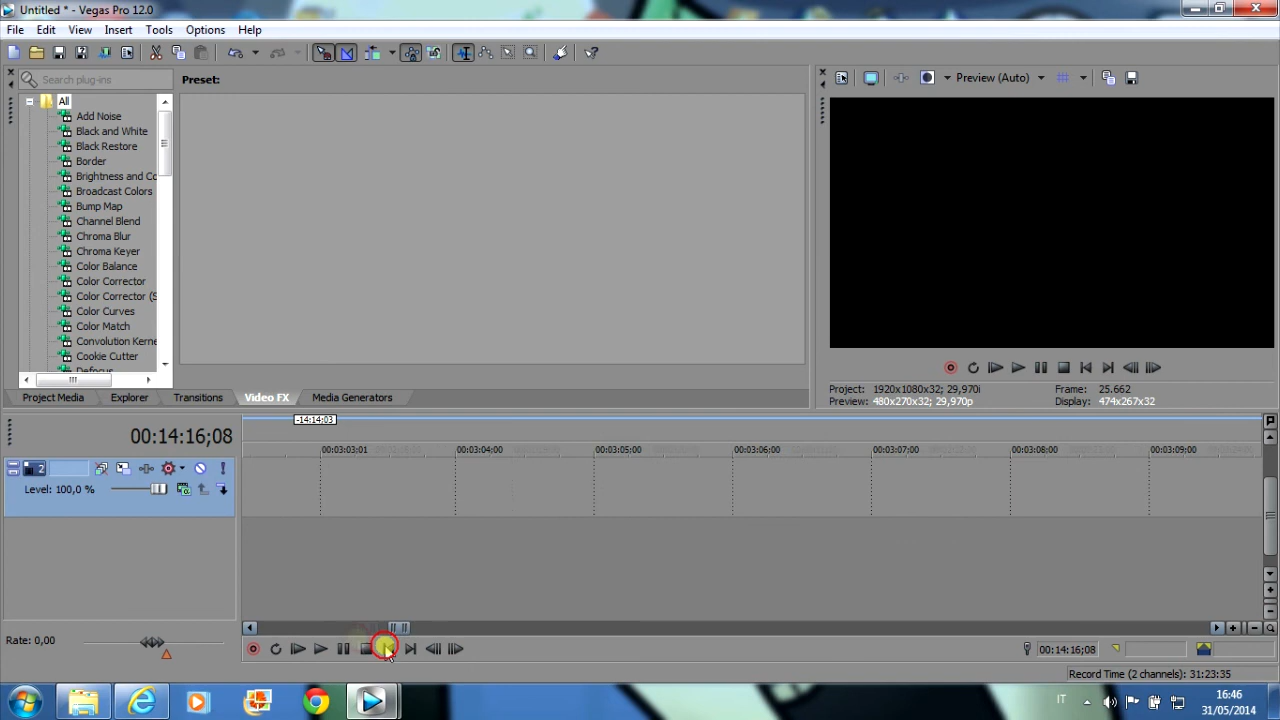 Untitled * - Vegas Pro 12.0
File Edit View Insert Tools Options Help
Search plug-ins
Preset:
Preview (Auto)
All
Add Noise
Black and White
Black Restore
Border
Brightness and Co
Broadcast Colors
Bump Map
Channel Blend
Chroma Blur
Chroma Keyer
Color Balance
Color Corrector
Color Corrector (S
Color Curves
Color Match
Convolution Kerne
Cookie Cutter
Defocus
Project Media Explorer Transitions Video FX Media Generators
Project: 1920x1080x32; 29,970i
Frame: 25.662
Preview: 480x270x32; 29,970p
Display: 474x267x32
-14:14:03
00:14:16;08
00:03:03;01 00:03:04;00 00:03:05;00 00:03:06;00 00:03:07;00 00:03:08;00 00:03:09;00
2
Level: 100,0 %
Rate: 0,00
00:14:16;08
Record Time (2 channels): 31:23:35
IT
16:46
31/05/2014